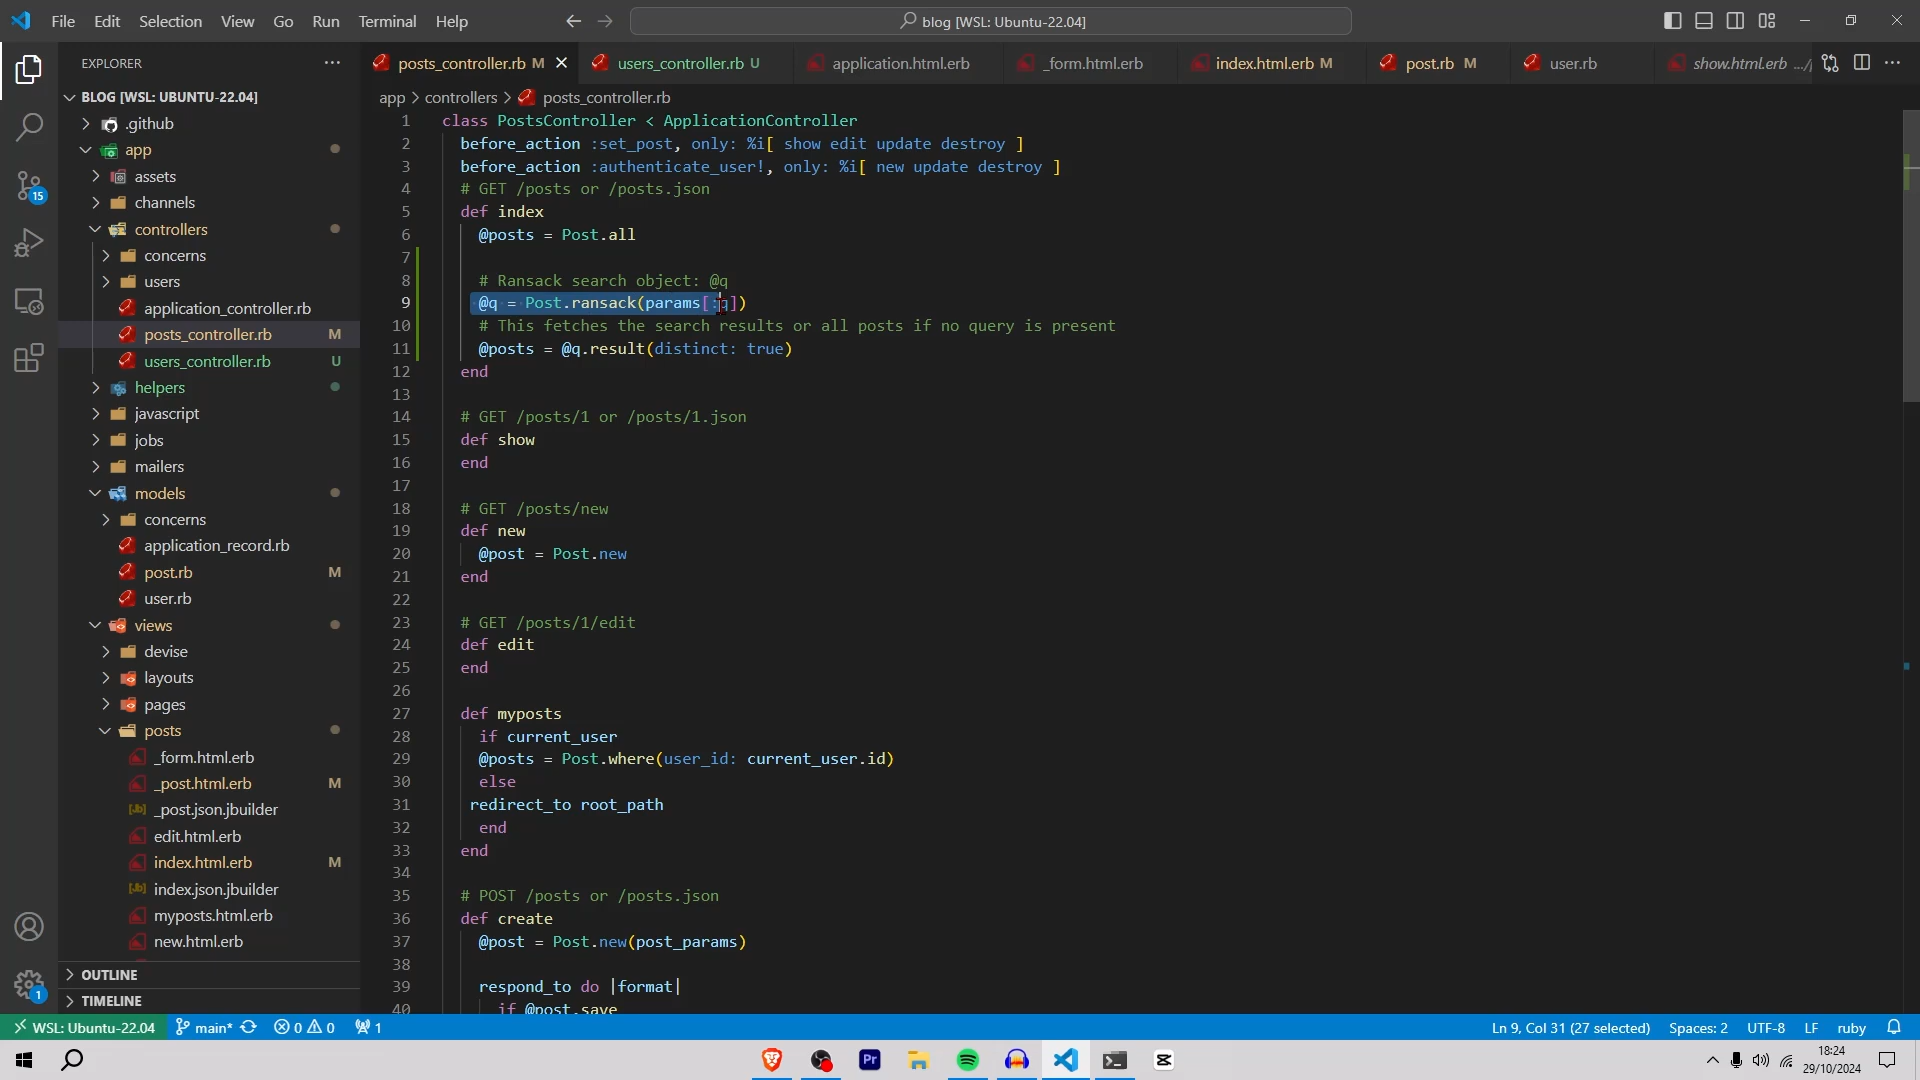 File Edit Selection View Go Run Terminal Help
blog [WSL: Ubuntu-22.04]
EXPLORER
posts_controller.rb M
users_controller.rb U
application.html.erb
_form.html.erb
index.html.erb M
post.rb M
user.rb
show.html.erb .../
BLOG [WSL: UBUNTU-22.04]
.github
app
assets
channels
controllers
concerns
users
application_controller.rb
posts_controller.rb M
users_controller.rb U
helpers
javascript
jobs
mailers
models
concerns
application_record.rb
post.rb M
user.rb
views
devise
layouts
pages
posts
_form.html.erb
_post.html.erb M
_post.json.jbuilder
edit.html.erb
index.html.erb M
index.json.jbuilder
myposts.html.erb
new.html.erb
OUTLINE
TIMELINE
15
1
app > controllers > posts_controller.rb
1 class PostsController < ApplicationController
2 before_action :set_post, only: %i[ show edit update destroy ]
3 before_action :authenticate_user!, only: %i[ new update destroy ]
4 # GET /posts or /posts.json
5 def index
6 @posts = Post.all
7
8 # Ransack search object: @q
9 @q = Post.ransack(params[:q])
10 # This fetches the search results or all posts if no query is present
11 @posts = @q.result(distinct: true)
12 end
13
14 # GET /posts/1 or /posts/1.json
15 def show
16 end
17
18 # GET /posts/new
19 def new
20 @post = Post.new
21 end
22
23 # GET /posts/1/edit
24 def edit
25 end
26
27 def myposts
28 if current_user
29 @posts = Post.where(user_id: current_user.id)
30 else
31 redirect_to root_path
32 end
33 end
34
35 # POST /posts or /posts.json
36 def create
37 @post = Post.new(post_params)
38
39 respond_to do |format|
40 if @post.save
WSL: Ubuntu-22.04 main* 0 0 1
Ln 9, Col 31 (27 selected) Spaces: 2 UTF-8 LF ruby
Pr
18:24
29/10/2024